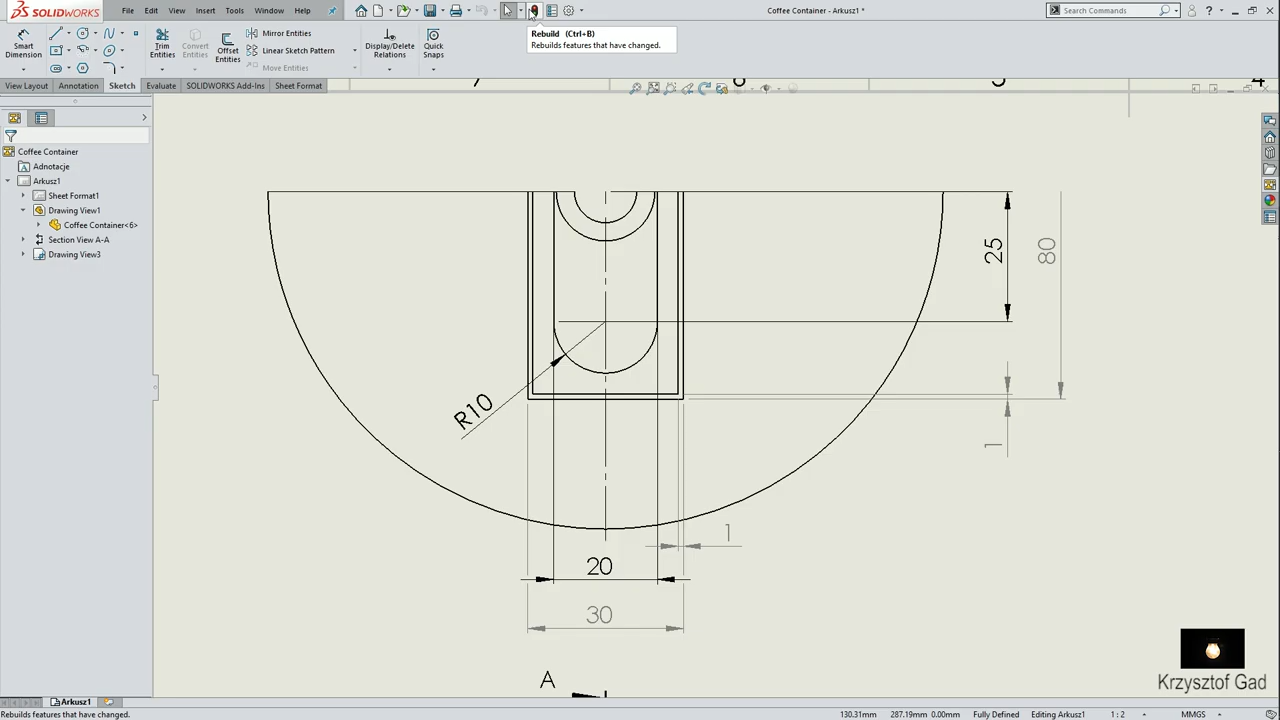 SOLIDWORKS File Edit View Insert Tools Window Help Coffee Container - Arkusz1 * Search Commands ?
Rebuild (Ctrl+B)
Rebuilds features that have changed.
Smart Dimension
Trim Entities
Convert Entities
Offset Entities
Mirror Entities
Linear Sketch Pattern
Move Entities
Display/Delete Relations
Quick Snaps
View Layout Annotation Sketch Evaluate SOLIDWORKS Add-Ins Sheet Format
Coffee Container
Adnotacje
Arkusz1
Sheet Format1
Drawing View1
Coffee Container<6>
Section View A-A
Drawing View3
25
80
R10
1
1
20
30
A
Krzysztof Gad
Arkusz1
Rebuilds features that have changed. 130.31mm 287.19mm 0.00mm Fully Defined Editing Arkusz1 1 : 2 MMGS